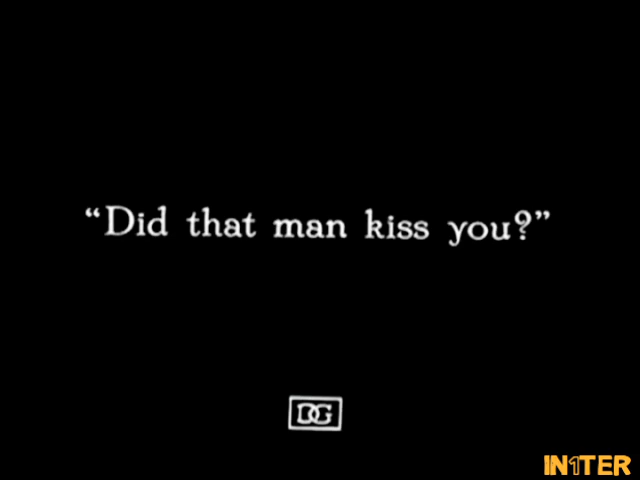 “Did that man kiss you?”
DG
IN1TER